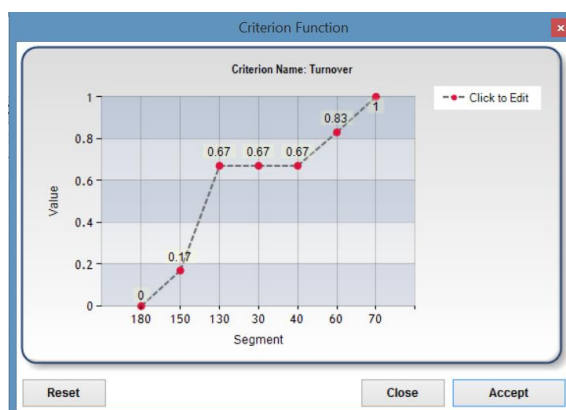 Criterion Function
x
Criterion Name: Turnover
Click to Edit
1
0.8
0.6
0.4
0.2
0
Value
0
0.17
0.67 0.67 0.67
0.83
1
180 150 130 30 40 60 70
Segment
Reset Close Accept